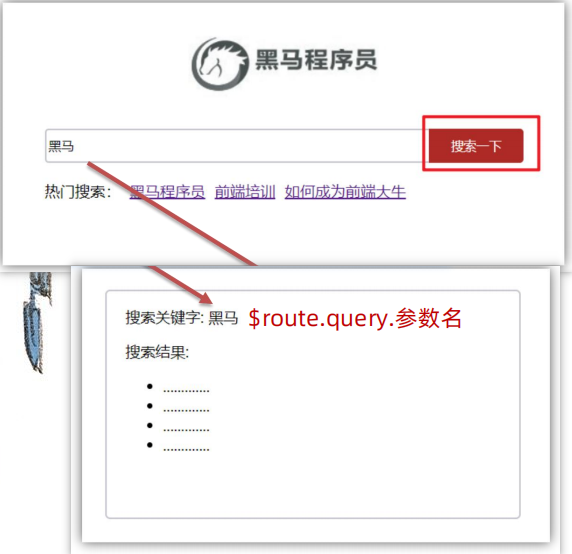 黑马程序员
黑马
搜索一下
热门搜索： 黑马程序员 前端培训 如何成为前端大牛
搜索关键字: 黑马 $route.query.参数名
搜索结果:
.............
.............
.............
.............